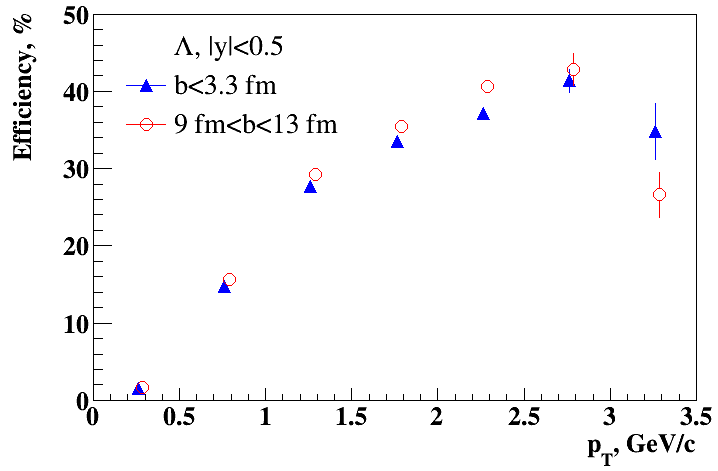 Efficiency, %
50
40
30
20
10
0
Λ, |y|<0.5
b<3.3 fm
9 fm<b<13 fm
0 0.5 1 1.5 2 2.5 3 3.5
p_T, GeV/c